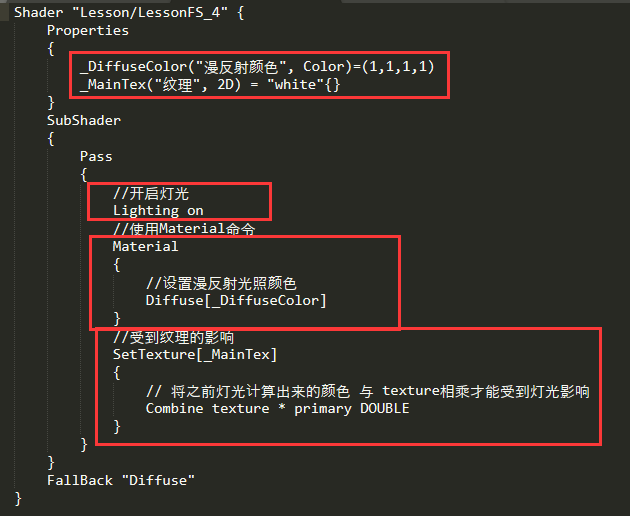 Shader "Lesson/LessonFS_4" {
    Properties
    {
        _DiffuseColor("漫反射颜色", Color)=(1,1,1,1)
        _MainTex("纹理", 2D) = "white"{}
    }
    SubShader
    {
        Pass
        {
            //开启灯光
            Lighting on
            //使用Material命令
            Material
            {
                //设置漫反射光照颜色
                Diffuse[_DiffuseColor]
            }
            //受到纹理的影响
            SetTexture[_MainTex]
            {
                // 将之前灯光计算出来的颜色 与 texture相乘才能受到灯光影响
                Combine texture * primary DOUBLE
            }
        }
    }
    FallBack "Diffuse"
}